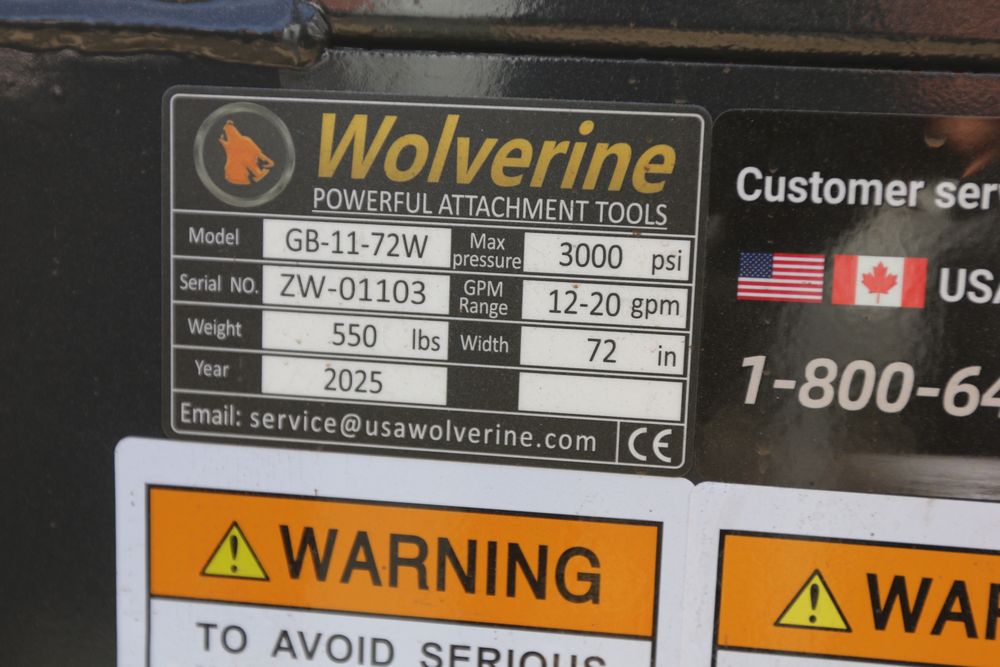 Wolverine
POWERFUL ATTACHMENT TOOLS
Model GB-11-72W Max pressure 3000 psi
Serial NO. ZW-01103 GPM Range 12-20 gpm
Weight 550 lbs Width 72 in
Year 2025
Email: service@usawolverine.com CE
Customer ser
USA
1-800-64
WARNING
TO AVOID SERIOUS
WAR